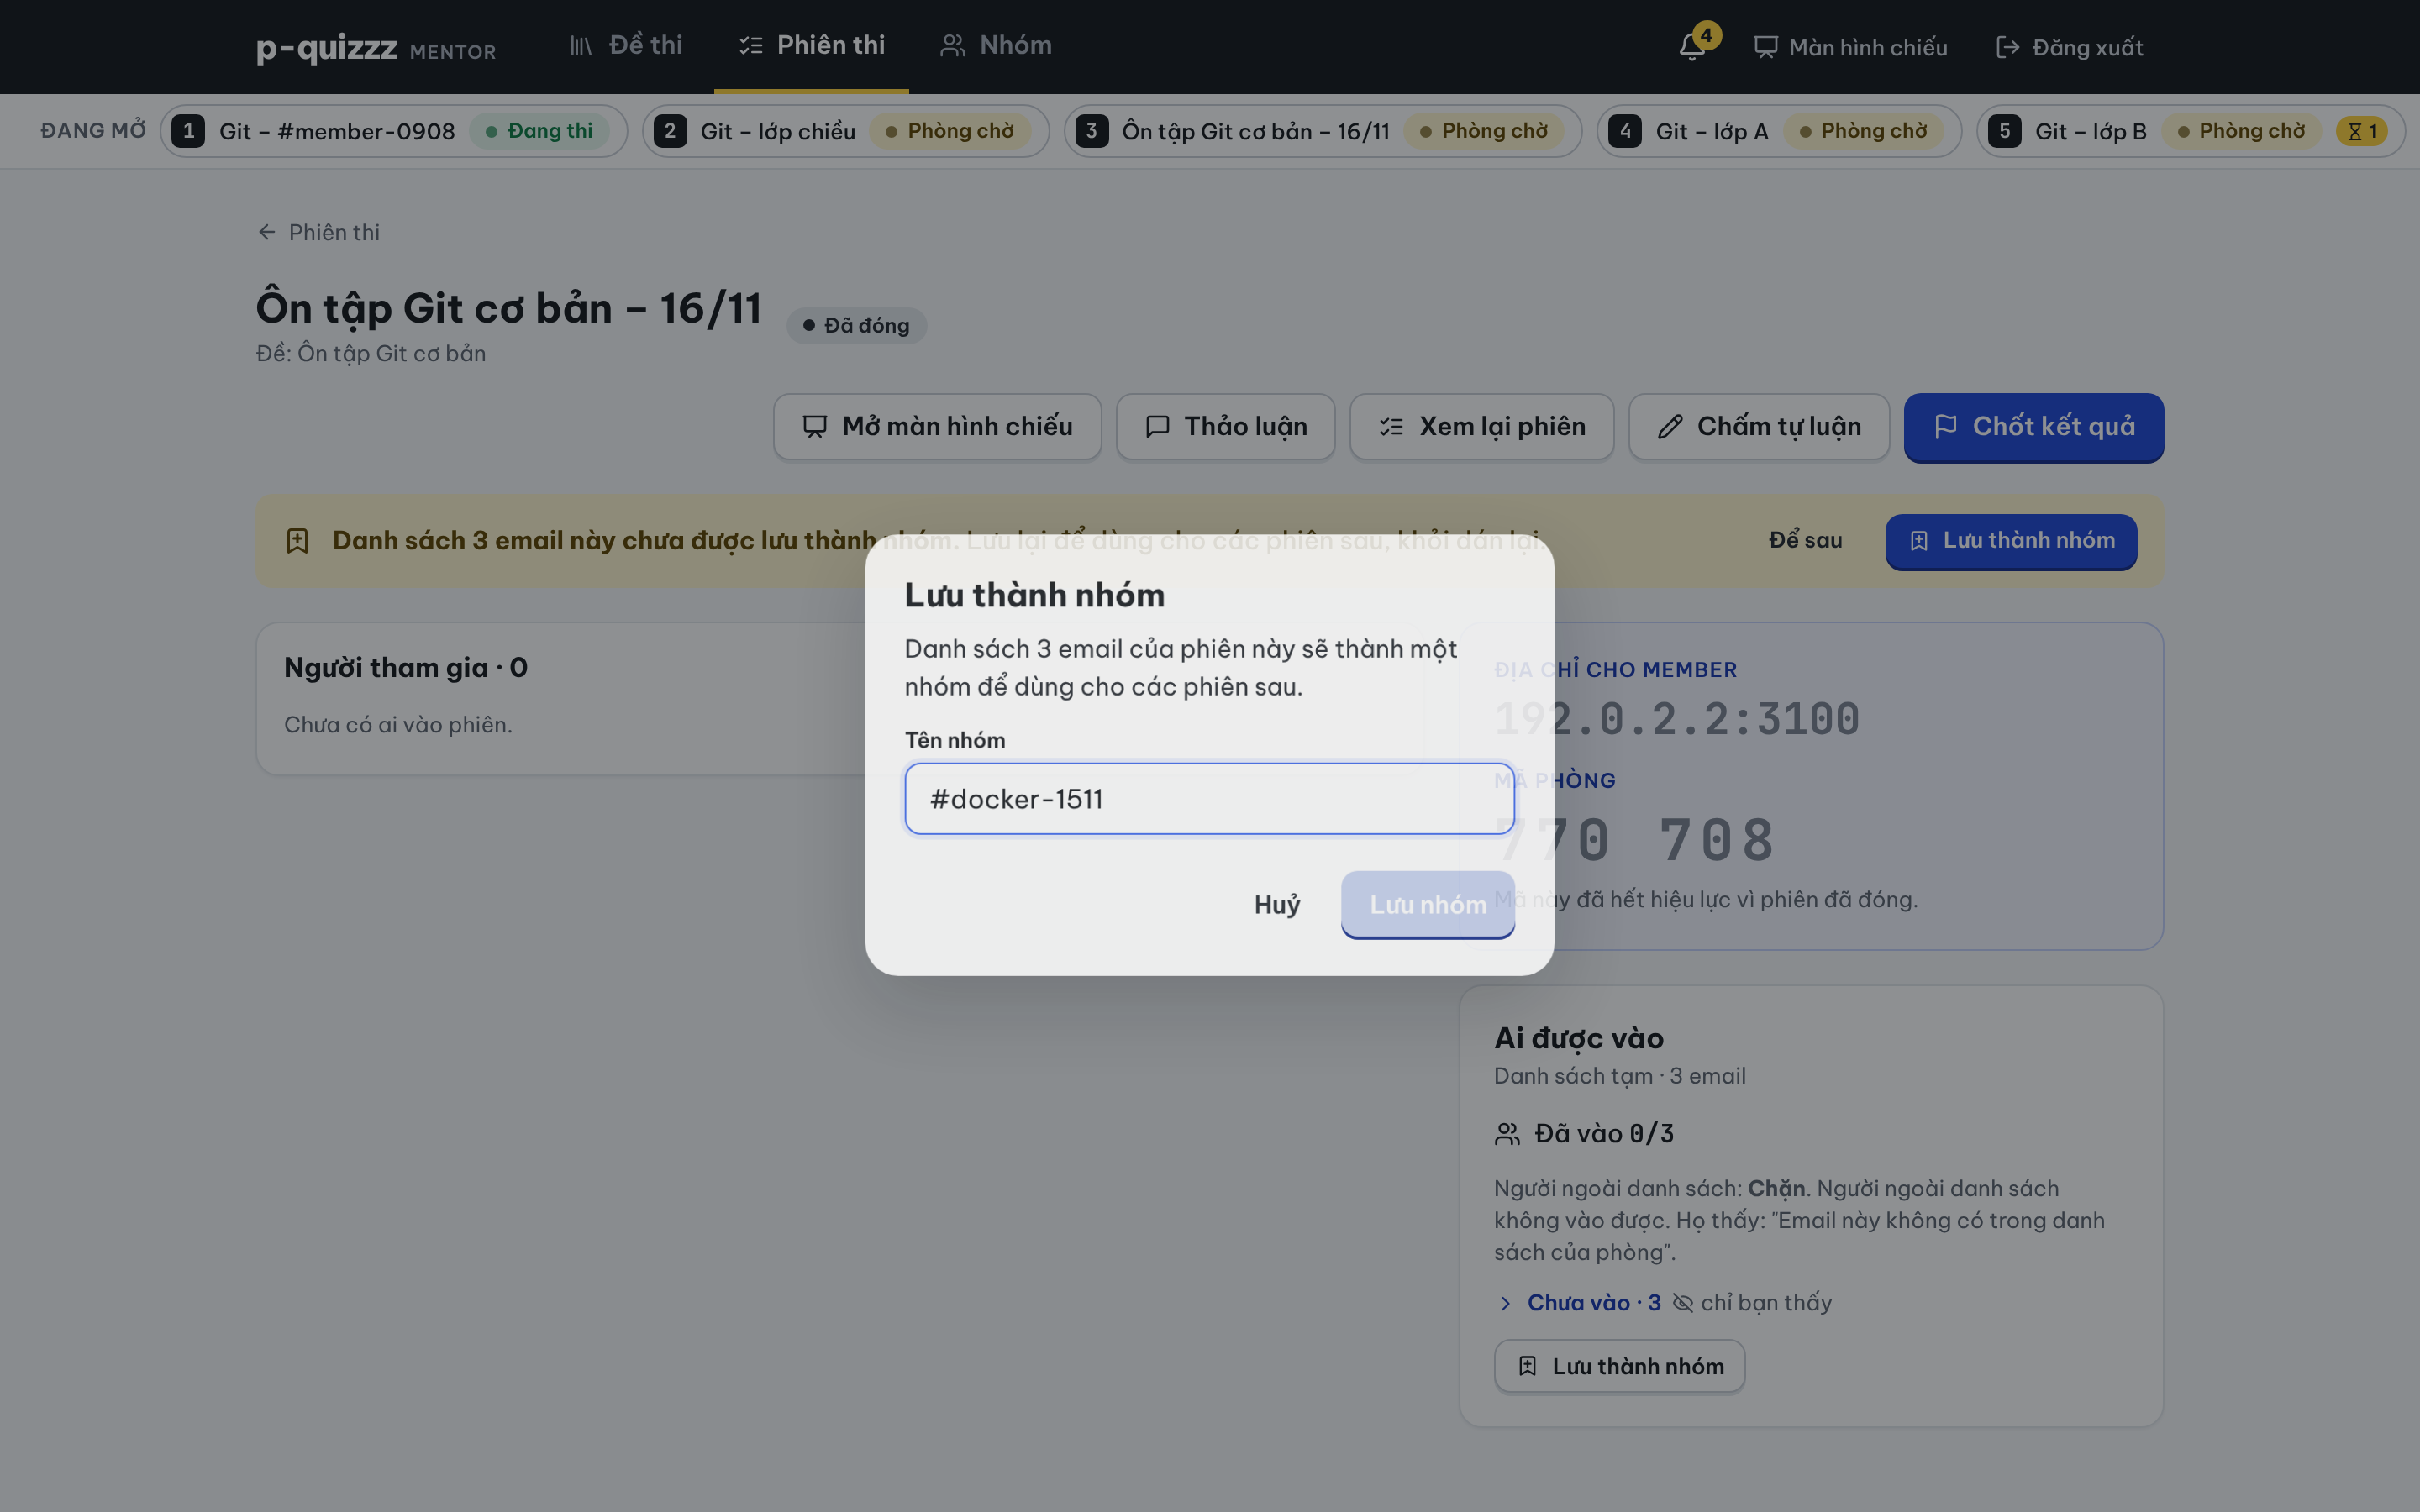 p-quizzz MENTOR
Đề thi
Phiên thi
Nhóm
4
Màn hình chiếu
Đăng xuất
ĐANG MỞ
1 Git – #member-0908 Đang thi
2 Git – lớp chiều Phòng chờ
3 Ôn tập Git cơ bản – 16/11 Phòng chờ
4 Git – lớp A Phòng chờ
5 Git – lớp B Phòng chờ 1
Phiên thi
Ôn tập Git cơ bản – 16/11
Đã đóng
Đề: Ôn tập Git cơ bản
Mở màn hình chiếu
Thảo luận
Xem lại phiên
Chấm tự luận
Chốt kết quả
Danh sách 3 email này chưa được lưu thành nhóm. Lưu lại để dùng cho các phiên sau, khỏi dán lại.
Để sau
Lưu thành nhóm
Người tham gia · 0
Chưa có ai vào phiên.
Lưu thành nhóm
Danh sách 3 email của phiên này sẽ thành một
nhóm để dùng cho các phiên sau.
Tên nhóm
#docker-1511
Huỷ
Lưu nhóm
ĐỊA CHỈ CHO MEMBER
192.0.2.2:3100
MÃ PHÒNG
770 708
Mã này đã hết hiệu lực vì phiên đã đóng.
Ai được vào
Danh sách tạm · 3 email
Đã vào 0/3
Người ngoài danh sách: Chặn. Người ngoài danh sách
không vào được. Họ thấy: "Email này không có trong danh
sách của phòng".
Chưa vào · 3 chỉ bạn thấy
Lưu thành nhóm